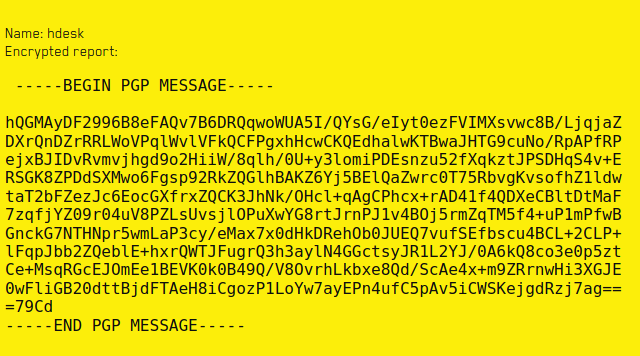 Name: hdesk
Encrypted report:
-----BEGIN PGP MESSAGE-----
hQGMAyDF2996B8eFAQv7B6DRQqwoWUA5I/QYsG/eIyt0ezFVIMXsvwc8B/LjqjaZ
DXrQnDZrRRLWoVPqlWvlVFkQCFPgxhHcwCKQEdhalwKTBwaJHTG9cuNo/RpAPfRP
ejxBJIDvRvmvjhgd9o2HiiW/8qlh/0U+y3lomiPDEsnzu52fXqkztJPSDHqS4v+E
RSGK8ZPDdSXMwo6Fgsp92RkZQGlhBAKZ6Yj5BElQaZwrc0T75RbvgKvsofhZ1ldw
taT2bFZezJc6EocGXfrxZQCK3JhNk/OHcl+qAgCPhcx+rAD41f4QDXeCBltDtMaF
7zqfjYZ09r04uV8PZLsUvsjlOPuXwYG8rtJrnPJ1v4BOj5rmZqTM5f4+uP1mPfwB
GnckG7NTHNpr5wmLaP3cy/eMax7x0dHkDRehOb0JUEQ7vufSEfbscu4BCL+2CLP+
lFqpJbb2ZQeblE+hxrQWTJFugrQ3h3aylN4GGctsyJR1L2YJ/0A6kQ8co3e0p5zt
Ce+MsqRGcEJOmEe1BEVK0k0B49Q/V8OvrhLkbxe8Qd/ScAe4x+m9ZRrnwHi3XGJE
0wFliGB20dttBjdFTAeH8iCgozP1LoYw7ayEPn4ufC5pAv5iCWSKejgdRzj7ag==
=79Cd
-----END PGP MESSAGE-----